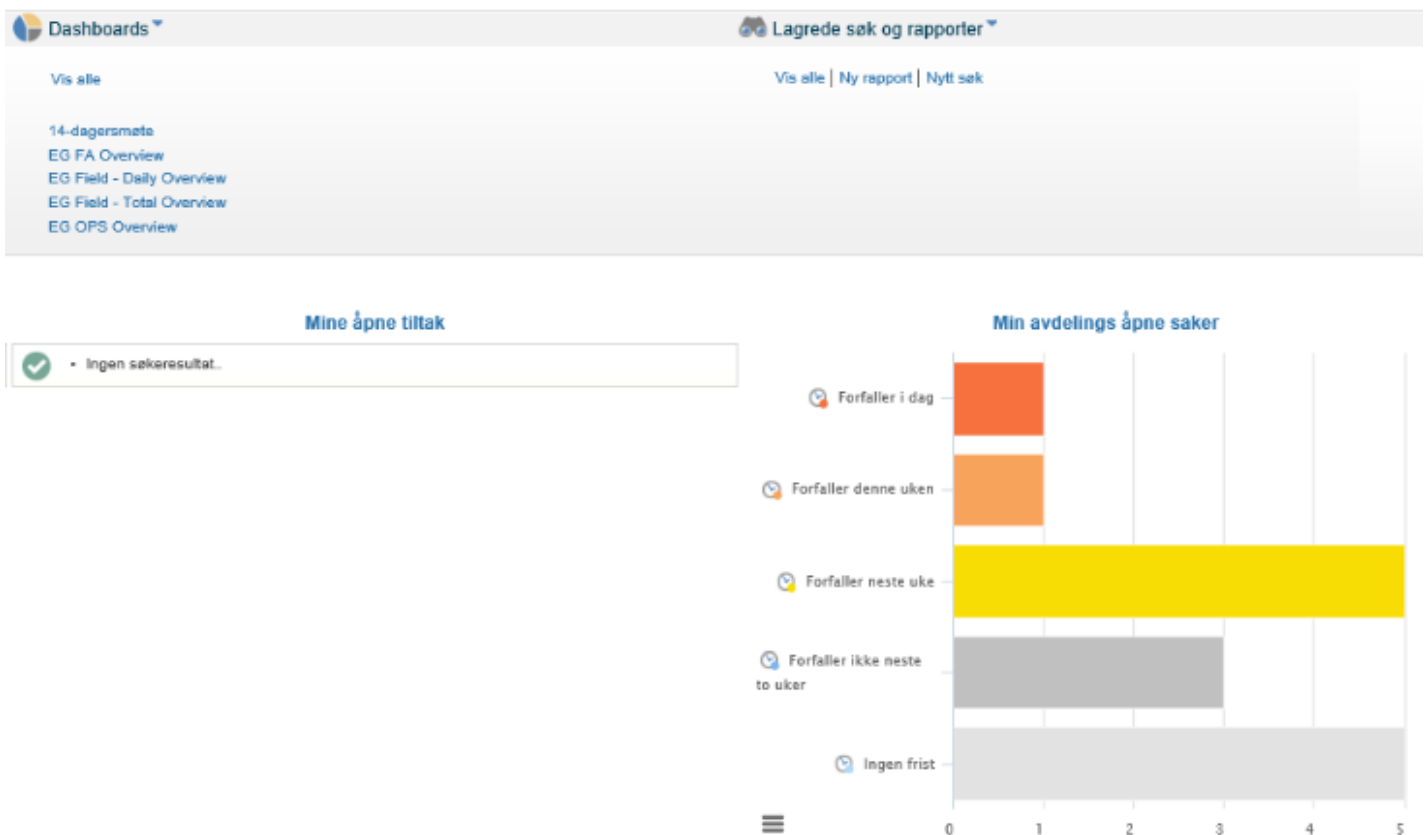 Dashboards
Lagrede søk og rapporter
Vis alle
Vis alle | Ny rapport | Nytt søk
14-dagersmøte
EG FA Overview
EG Field - Daily Overview
EG Field - Total Overview
EG OPS Overview
Mine åpne tiltak
• Ingen søkeresultat..
Min avdelings åpne saker
Forfaller i dag
Forfaller denne uken
Forfaller neste uke
Forfaller ikke neste
to uker
Ingen frist
0 1 2 3 4 5